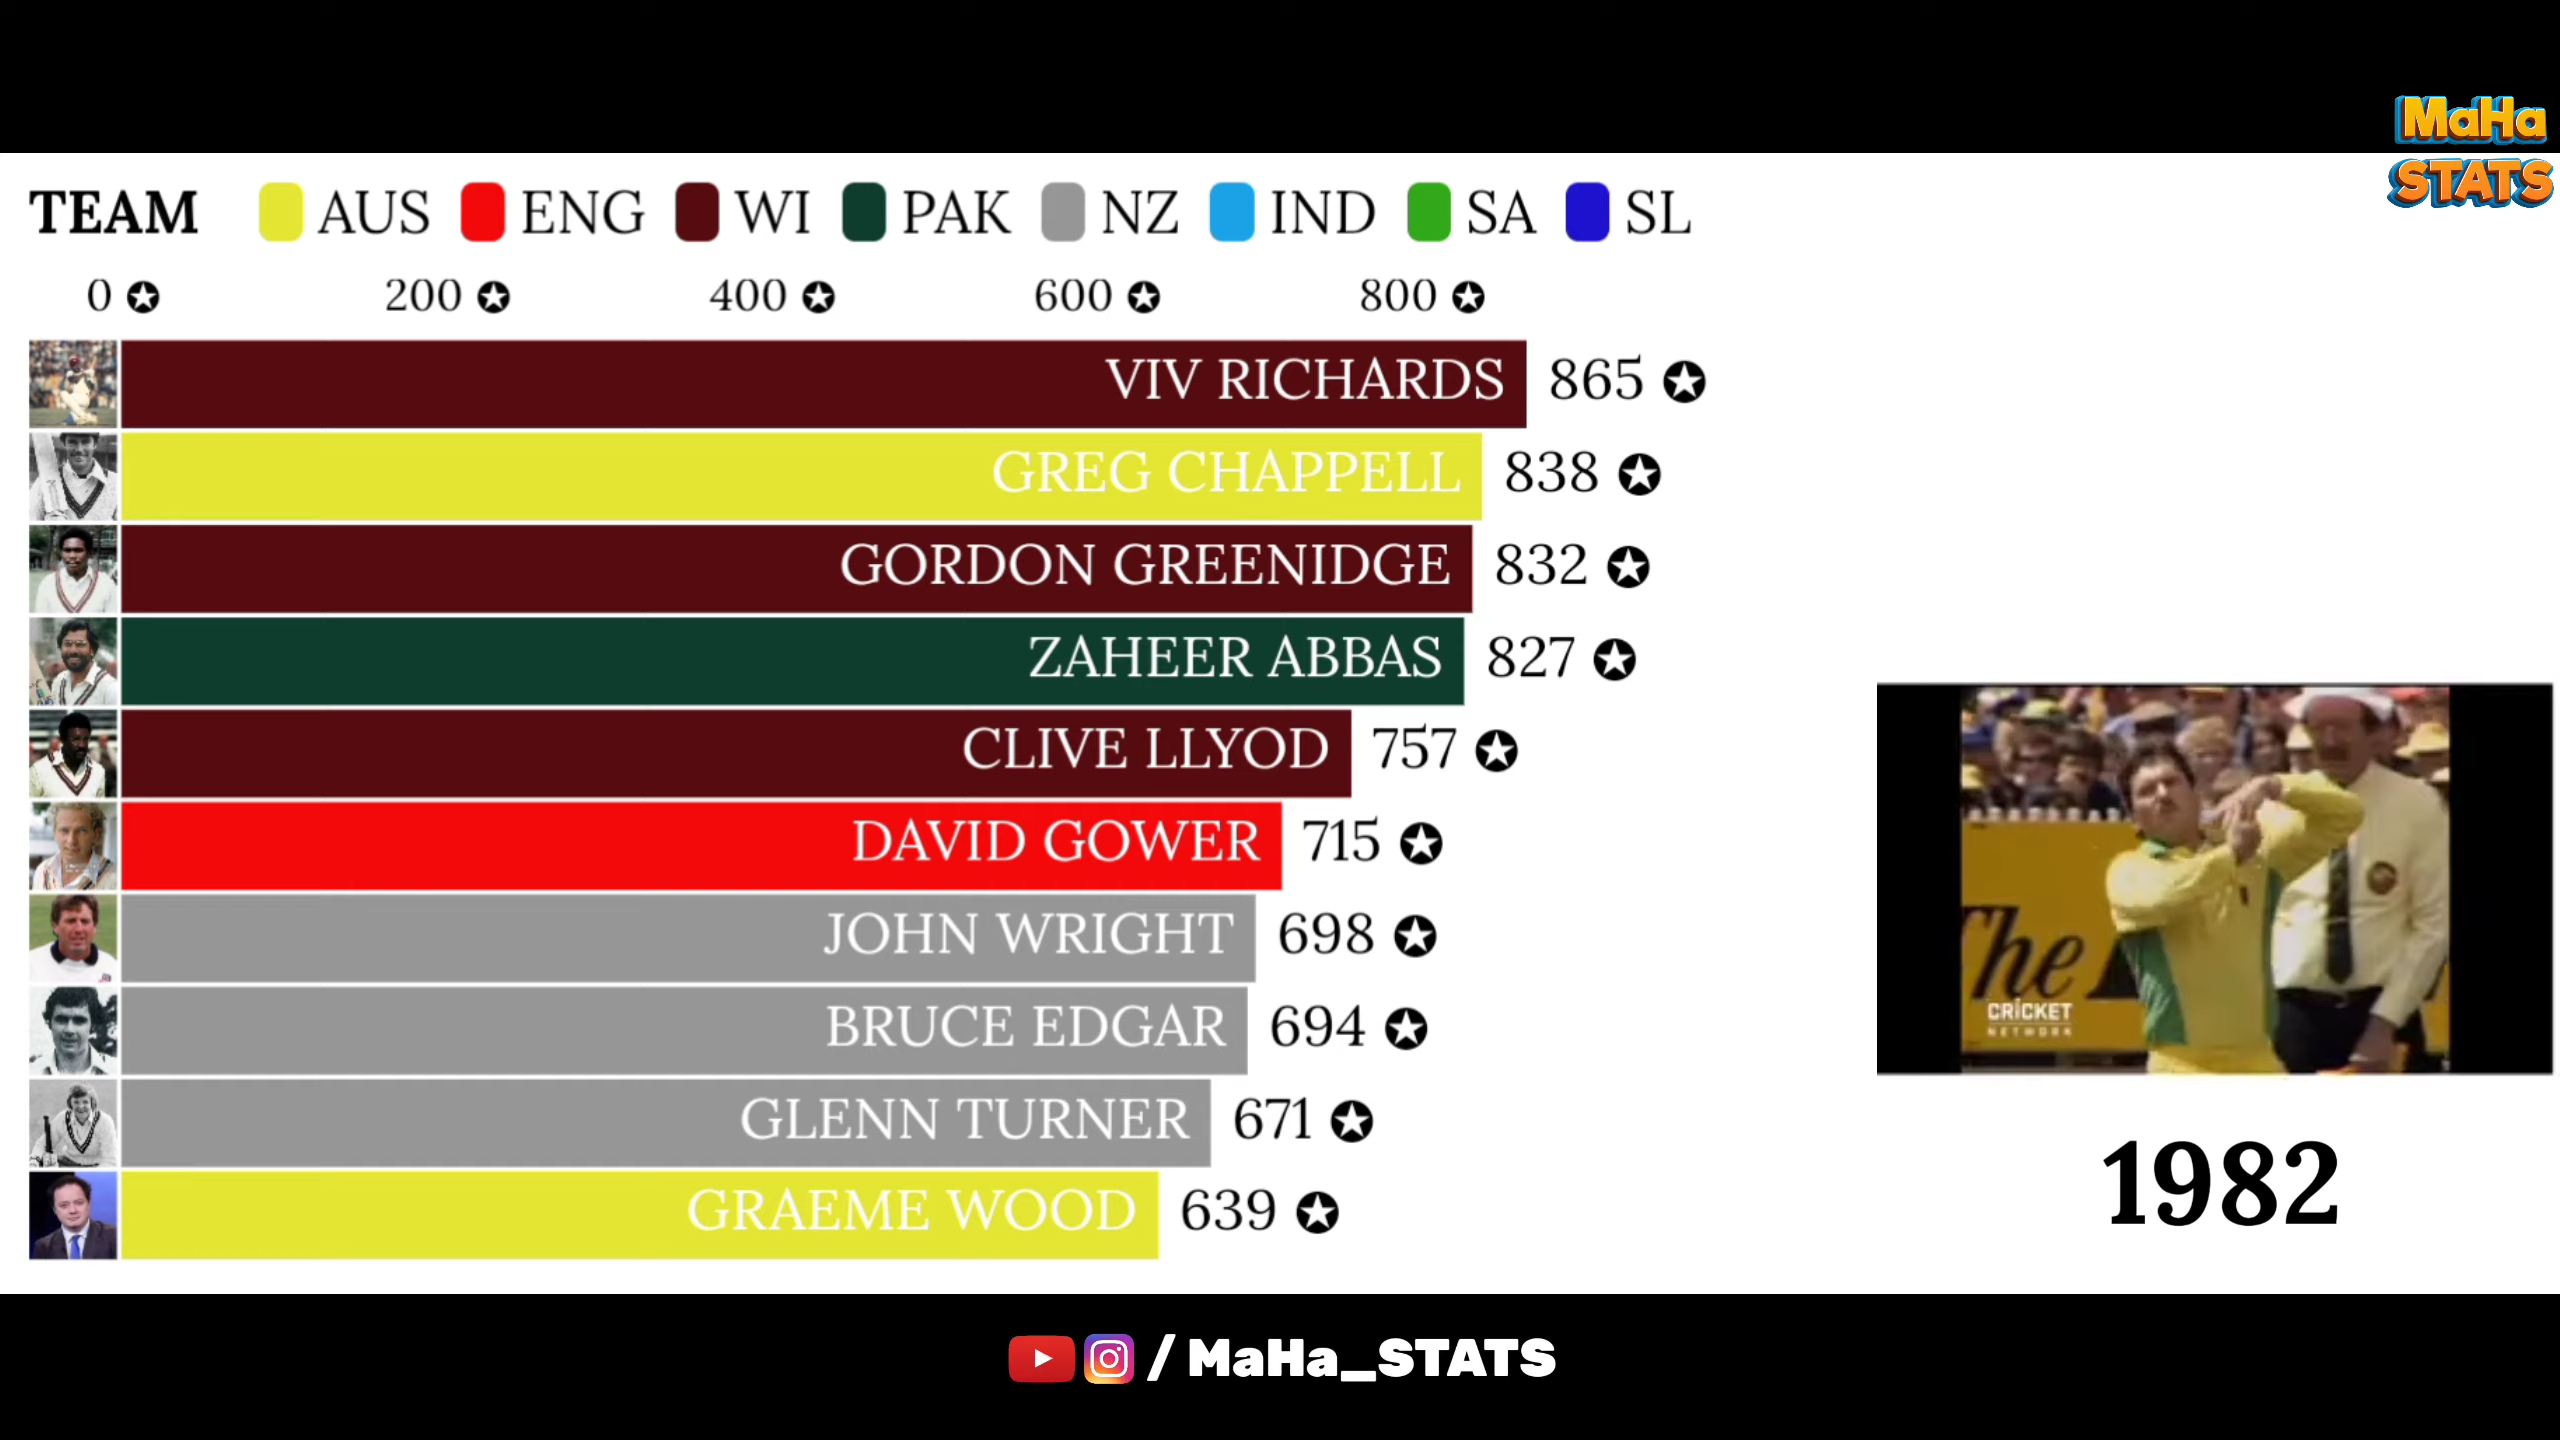 MaHa
STATS
TEAM AUS ENG WI PAK NZ IND SA SL
0 200 400 600 800
VIV RICHARDS 865
GREG CHAPPELL 838
GORDON GREENIDGE 832
ZAHEER ABBAS 827
CLIVE LLYOD 757
DAVID GOWER 715
JOHN WRIGHT 698
BRUCE EDGAR 694
GLENN TURNER 671
GRAEME WOOD 639
The
CRICKET
NETWORK
1982
/ MaHa_STATS